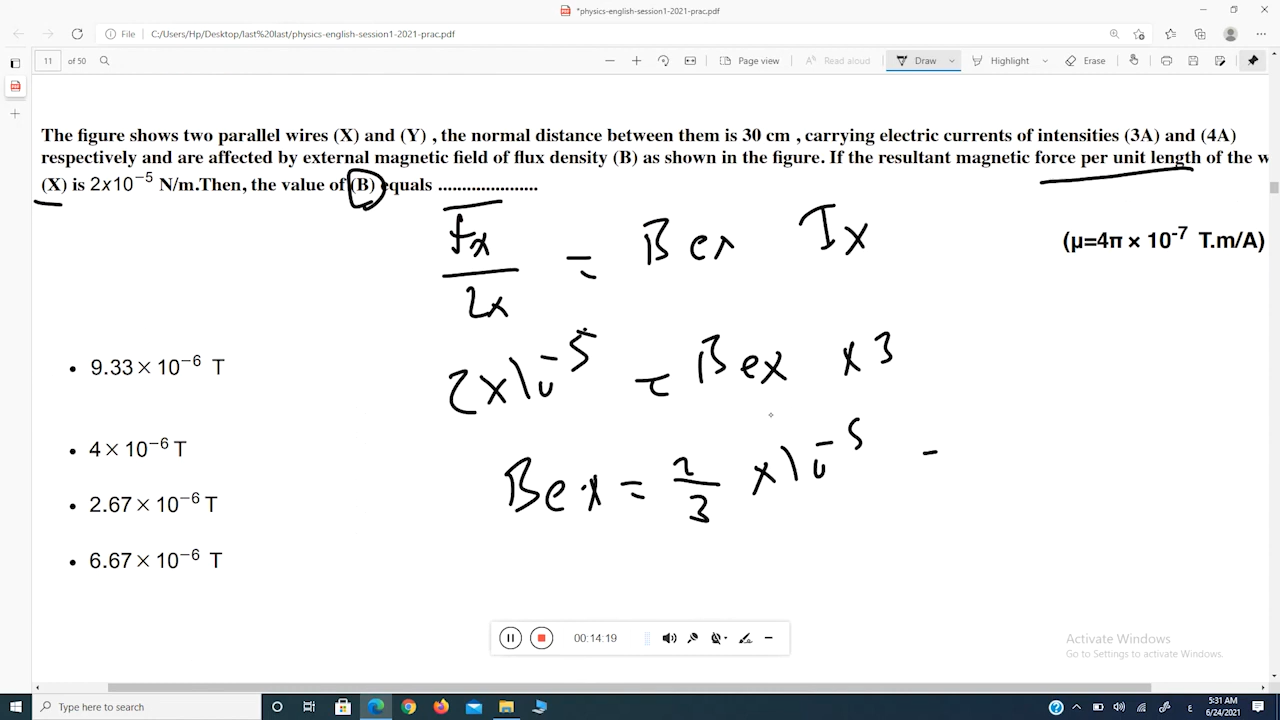 *physics-english-session1-2021-prac.pdf
File | C:/Users/Hp/Desktop/last%20last/physics-english-session1-2021-prac.pdf
11 of 50 Page view Read aloud Draw Highlight Erase
The figure shows two parallel wires (X) and (Y) , the normal distance between them is 30 cm , carrying electric currents of intensities (3A) and (4A)
respectively and are affected by external magnetic field of flux density (B) as shown in the figure. If the resultant magnetic force per unit length of the w
(X) is 2x10⁻⁵ N/m.Then, the value of (B) equals .....................
(μ=4π × 10⁻⁷ T.m/A)
Fx/2x = Bex Ix
2x10⁻⁵ = Bex x3
Bex = 2/3 x10⁻⁵ -
• 9.33×10⁻⁶ T
• 4×10⁻⁶ T
• 2.67×10⁻⁶ T
• 6.67×10⁻⁶ T
00:14:19
Activate Windows
Go to Settings to activate Windows.
Type here to search
5:31 AM
6/24/2021